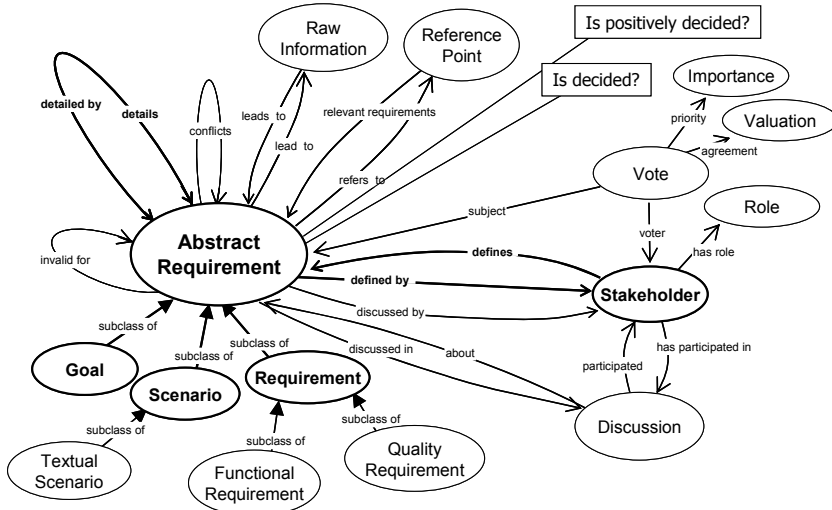 Is positively decided?
Raw
Information
Reference
Point
Is decided?
Importance
detailed by
details
conflicts
leads to
lead to
relevant requirements
priority
Valuation
agreement
refers to
Vote
Role
subject
Abstract
Requirement
voter
invalid for
defines
has role
defined by
Stakeholder
discussed by
subclass of
subclass of
subclass of
discussed in
about
participated
has participated in
Goal
Scenario
Requirement
subclass of
subclass of
subclass of
Discussion
Textual
Scenario
Functional
Requirement
Quality
Requirement